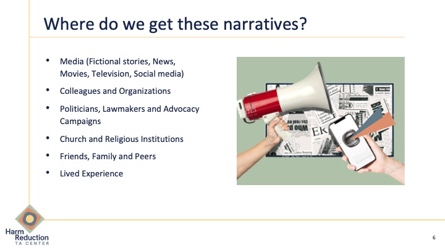 Where do we get these narratives?
• Media (Fictional stories, News,
Movies, Television, Social media)
• Colleagues and Organizations
• Politicians, Lawmakers and Advocacy
Campaigns
• Church and Religious Institutions
• Friends, Family and Peers
• Lived Experience
Harm
Reduction
TA CENTER
6